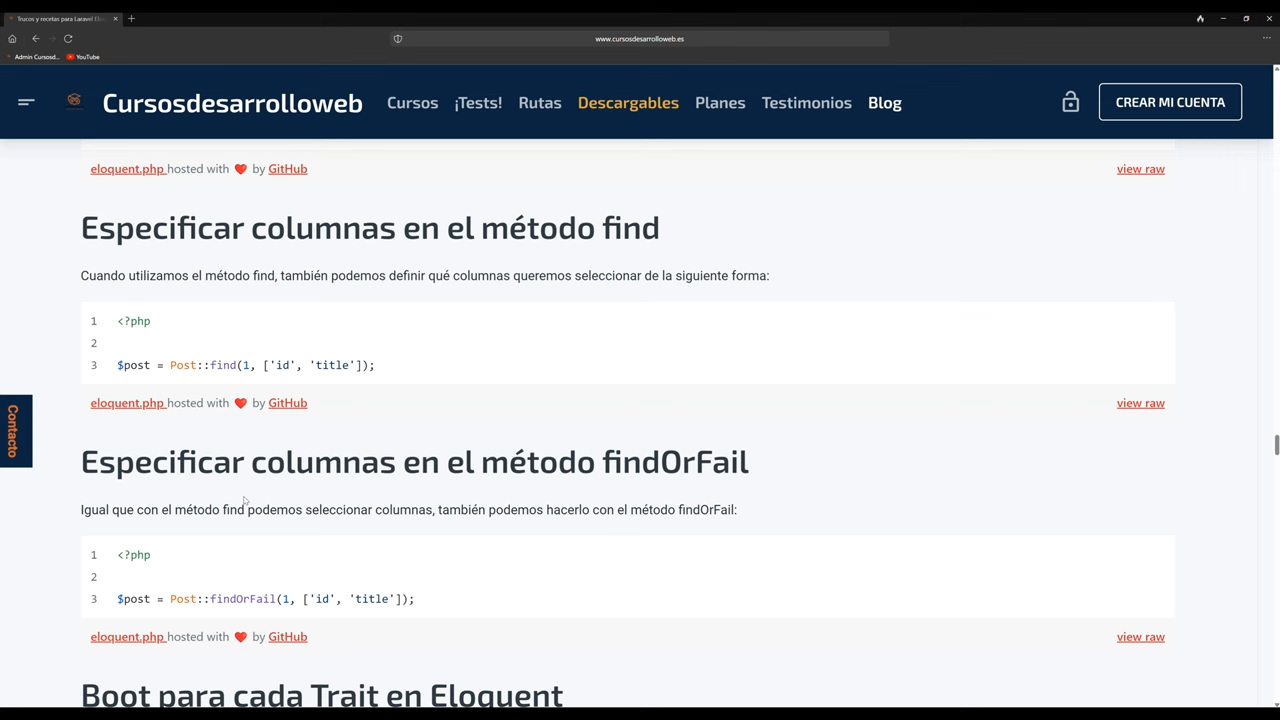 Trucos y recetas para Laravel Elo
www.cursosdesarrolloweb.es
Admin Cursosd... YouTube
Cursosdesarrolloweb Cursos ¡Tests! Rutas Descargables Planes Testimonios Blog CREAR MI CUENTA
eloquent.php hosted with ❤ by GitHub view raw
Especificar columnas en el método find
Cuando utilizamos el método find, también podemos definir qué columnas queremos seleccionar de la siguiente forma:
1 <?php
2
3 $post = Post::find(1, ['id', 'title']);
eloquent.php hosted with ❤ by GitHub view raw
Contacto
Especificar columnas en el método findOrFail
Igual que con el método find podemos seleccionar columnas, también podemos hacerlo con el método findOrFail:
1 <?php
2
3 $post = Post::findOrFail(1, ['id', 'title']);
eloquent.php hosted with ❤ by GitHub view raw
Boot para cada Trait en Eloquent